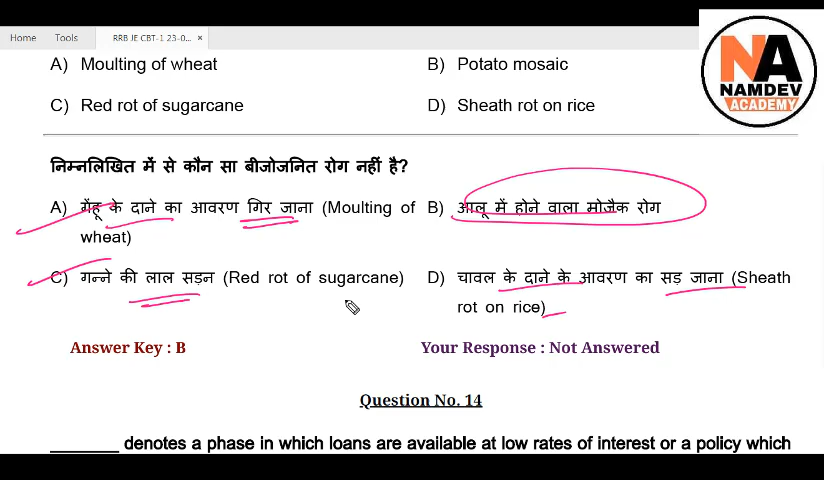 Home Tools RRB JE CBT-1 23-0... ×
NA
NAMDEV
ACADEMY
A) Moulting of wheat B) Potato mosaic
C) Red rot of sugarcane D) Sheath rot on rice
निम्नलिखित में से कौन सा बीजोजनित रोग नहीं है?
A) गेंहू के दाने का आवरण गिर जाना (Moulting of B) आलू में होने वाला मोजैक रोग
wheat)
C) गन्ने की लाल सड़न (Red rot of sugarcane) D) चावल के दाने के आवरण का सड़ जाना (Sheath
rot on rice)
Answer Key : B Your Response : Not Answered
Question No. 14
________ denotes a phase in which loans are available at low rates of interest or a policy which